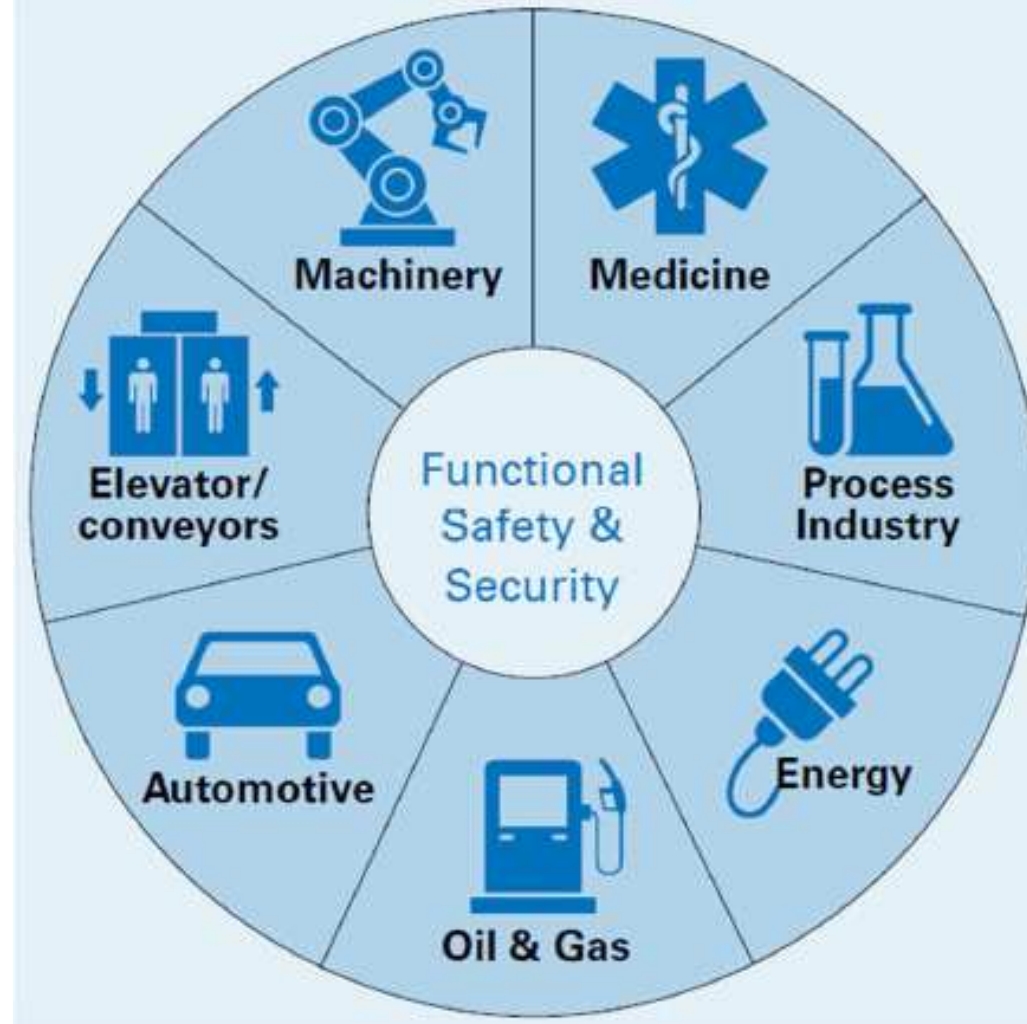 Machinery
Medicine
Elevator/
conveyors
Functional
Safety &
Security
Process
Industry
Automotive
Energy
Oil & Gas